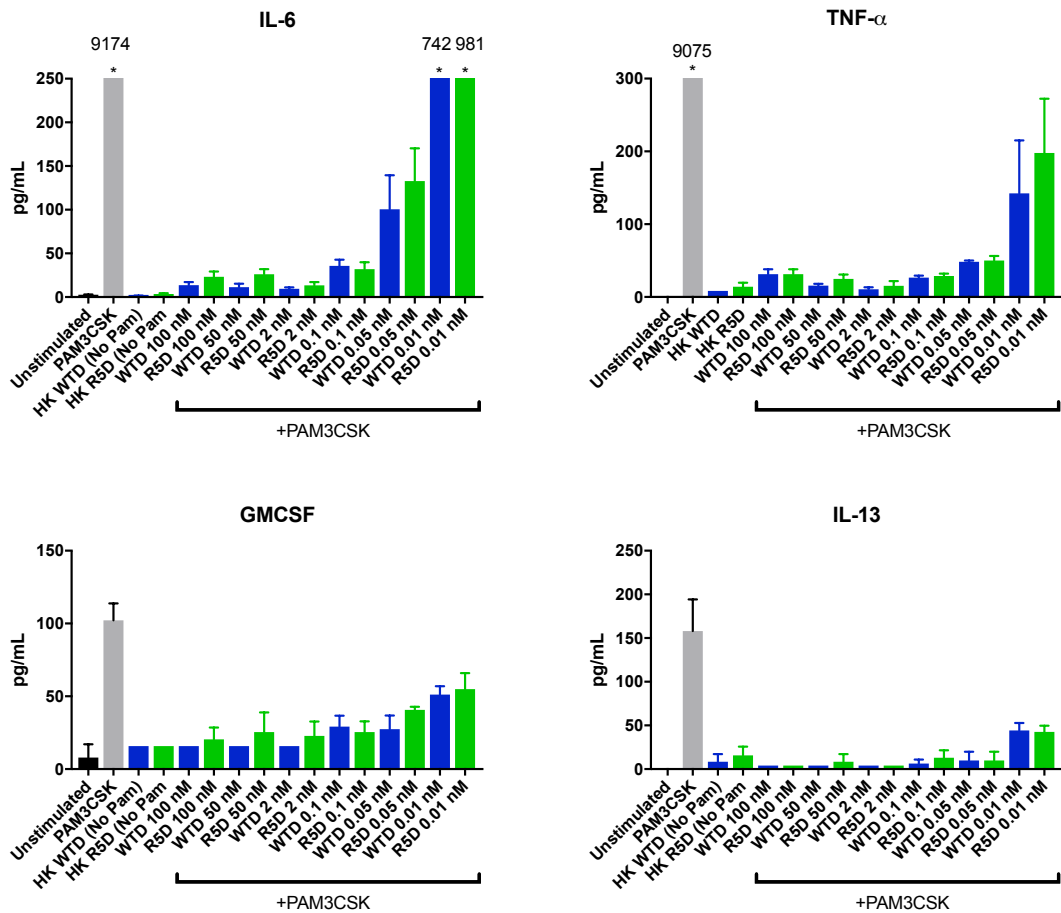 IL-6
9174
742 981
* * *
250
200
150
100
50
0
pg/mL
Unstimulated
PAM3CSK
HK WTD (No Pam)
HK R5D (No Pam
WTD 100 nM
R5D 100 nM
WTD 50 nM
R5D 50 nM
WTD 2 nM
R5D 2 nM
WTD 0.1 nM
R5D 0.1 nM
WTD 0.05 nM
R5D 0.05 nM
WTD 0.01 nM
R5D 0.01 nM
+PAM3CSK
TNF-α
9075
*
300
200
100
0
pg/mL
Unstimulated
PAM3CSK
HK WTD
HK R5D
WTD 100 nM
R5D 100 nM
WTD 50 nM
R5D 50 nM
WTD 2 nM
R5D 2 nM
WTD 0.1 nM
R5D 0.1 nM
WTD 0.05 nM
R5D 0.05 nM
WTD 0.01 nM
R5D 0.01 nM
+PAM3CSK
GMCSF
150
100
50
0
pg/mL
Unstimulated
PAM3CSK
HK WTD (No Pam)
HK R5D (No Pam
WTD 100 nM
R5D 100 nM
WTD 50 nM
R5D 50 nM
WTD 2 nM
R5D 2 nM
WTD 0.1 nM
R5D 0.1 nM
WTD 0.05 nM
R5D 0.05 nM
WTD 0.01 nM
R5D 0.01 nM
+PAM3CSK
IL-13
250
200
150
100
50
0
pg/mL
Unstimulated
PAM3CSK
HK WTD (No Pam)
HK R5D (No Pam
WTD 100 nM
R5D 100 nM
WTD 50 nM
R5D 50 nM
WTD 2 nM
R5D 2 nM
WTD 0.1 nM
R5D 0.1 nM
WTD 0.05 nM
R5D 0.05 nM
WTD 0.01 nM
R5D 0.01 nM
+PAM3CSK